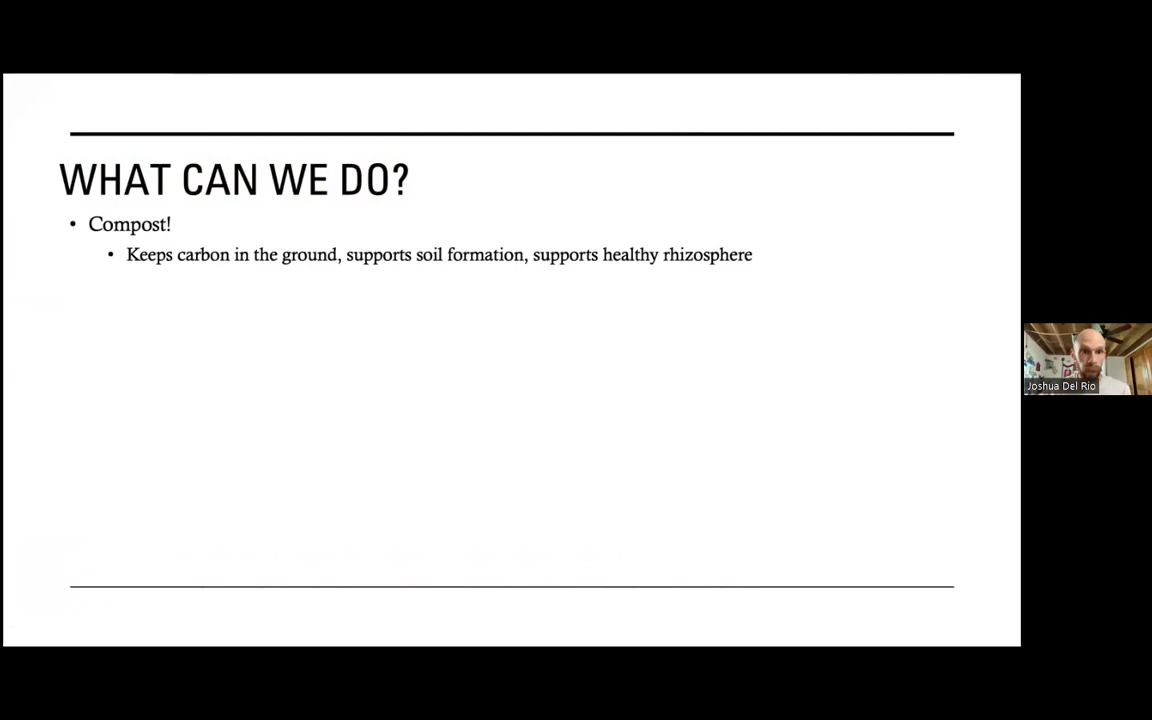 WHAT CAN WE DO?
• Compost!
• Keeps carbon in the ground, supports soil formation, supports healthy rhizosphere
Joshua Del Rio